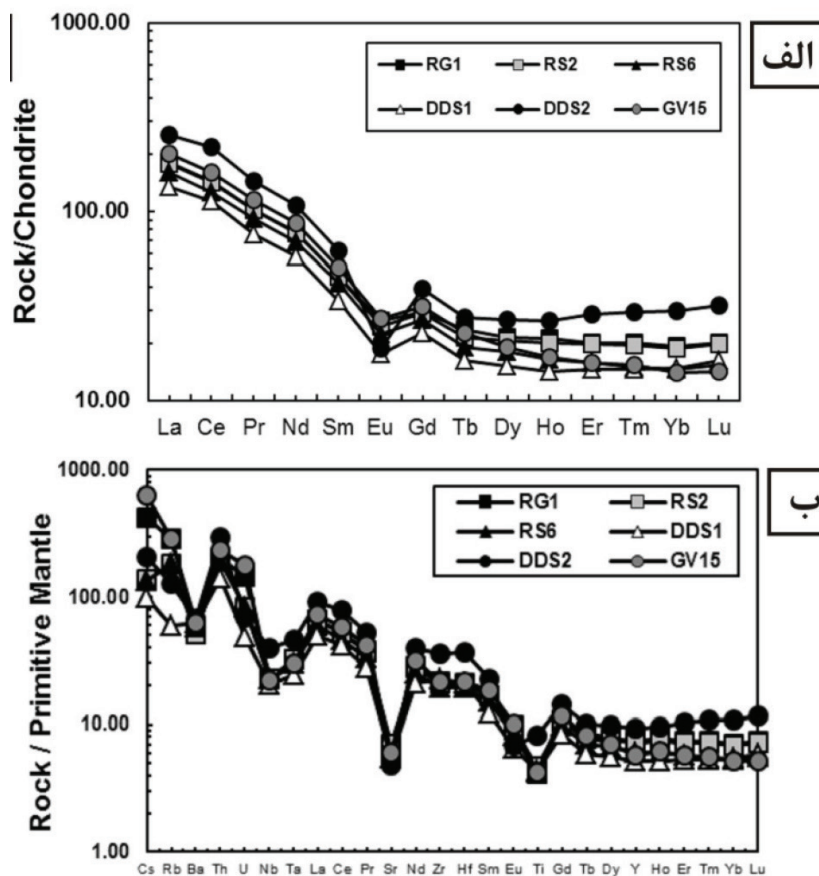 1000.00
الف
RG1 RS2 RS6
DDS1 DDS2 GV15
100.00
10.00
Rock/Chondrite
La Ce Pr Nd Sm Eu Gd Tb Dy Ho Er Tm Yb Lu
1000.00
ب
RG1 RS2
RS6 DDS1
DDS2 GV15
100.00
10.00
1.00
Rock / Primitive Mantle
Cs Rb Ba Th U Nb Ta La Ce Pr Sr Nd Zr Hf Sm Eu Ti Gd Tb Dy Y Ho Er Tm Yb Lu